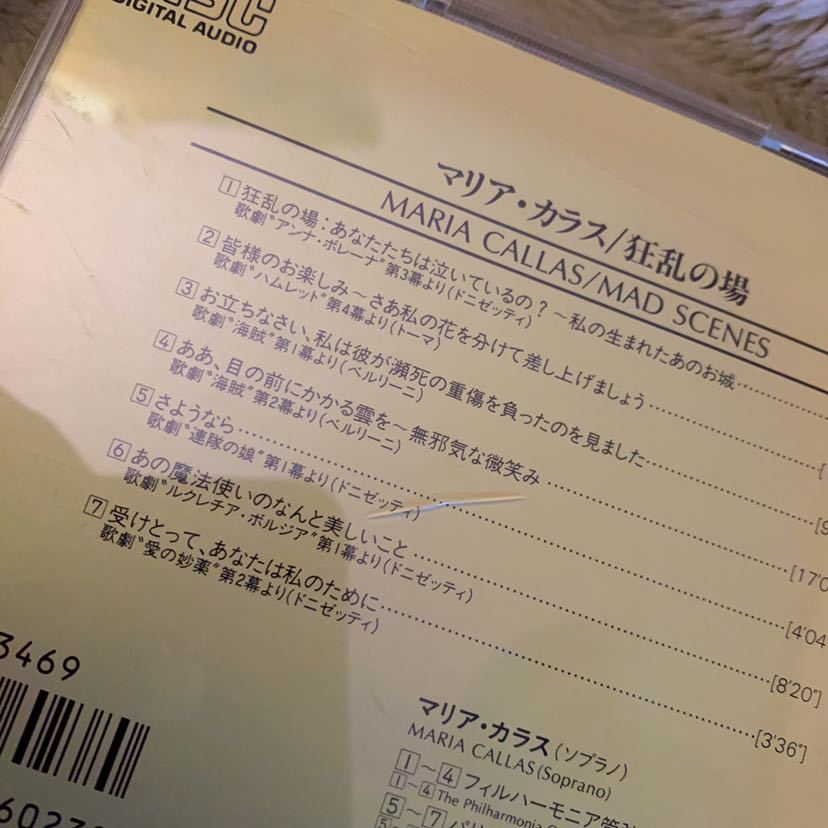 DIGITAL AUDIO
マリア・カラス/狂乱の場
MARIA CALLAS/MAD SCENES
1 狂乱の場:あなたたちは泣いているの?〜私の生まれたあのお城
歌劇“アンナ・ボレーナ”第3幕より(ドニゼッティ)
2 皆様のお楽しみ〜さあ私の花を分けて差し上げましょう
歌劇“ハムレット”第4幕より(トーマ)
3 お立ちなさい、私は彼が瀕死の重傷を負ったのを見ました
歌劇“海賊”第1幕より(ベルリーニ)
4 ああ、目の前にかかる雲を〜無邪気な微笑み
歌劇“海賊”第2幕より(ベルリーニ)
5 さようなら [4'04
歌劇“連隊の娘”第1幕より(ドニゼッティ)
6 あの魔法使いのなんと美しいこと [8'20"]
歌劇“ルクレチア・ボルジア”第1幕より(ドニゼッティ)
7 受けとって、あなたは私のために [3'36"]
歌劇“愛の妙薬”第2幕より(ドニゼッティ)
3469
マリア・カラス(ソプラノ)
MARIA CALLAS(Soprano)
1〜4 フィルハーモニア管
1〜4 The Philharmonia
5〜7 パリ